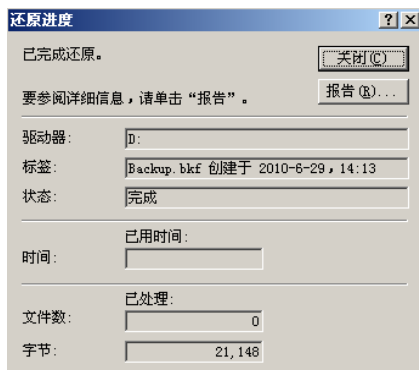 还原进度
已完成还原。
关闭(C)
要参阅详细信息，请单击“报告”。
报告(R)...
驱动器: D:
标签: Backup.bkf 创建于 2010-6-29，14:13
状态: 完成
已用时间:
时间:
已处理:
文件数: 0
字节: 21,148